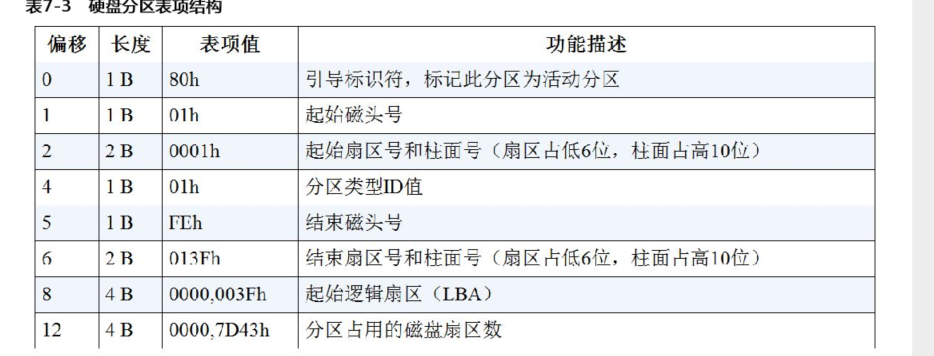 表7-3 硬盘分区表项结构
偏移 长度 表项值 功能描述
0 1 B 80h 引导标识符，标记此分区为活动分区
1 1 B 01h 起始磁头号
2 2 B 0001h 起始扇区号和柱面号（扇区占低6位，柱面占高10位）
4 1 B 01h 分区类型ID值
5 1 B FEh 结束磁头号
6 2 B 013Fh 结束扇区号和柱面号（扇区占低6位，柱面占高10位）
8 4 B 0000,003Fh 起始逻辑扇区（LBA）
12 4 B 0000,7D43h 分区占用的磁盘扇区数